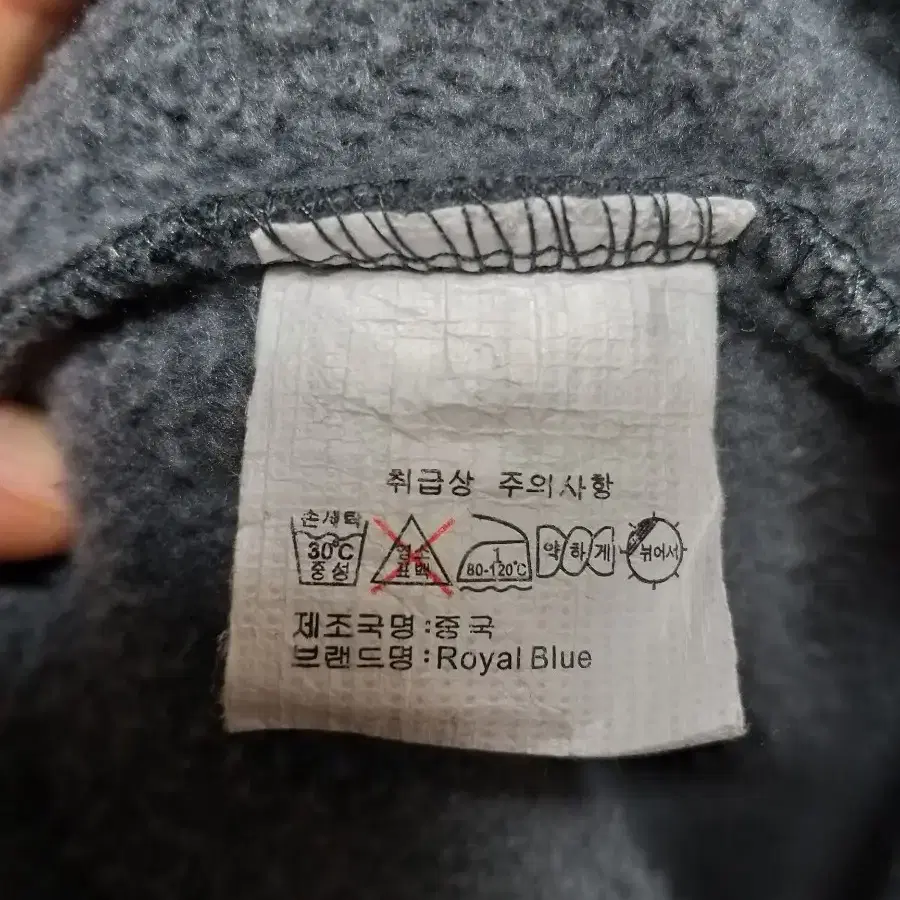 취급상 주의사항
손세탁
30℃
중성
염소
표백
1
80-120℃
약하게
뉘어서
제조국명:중국
브랜드명:Royal Blue